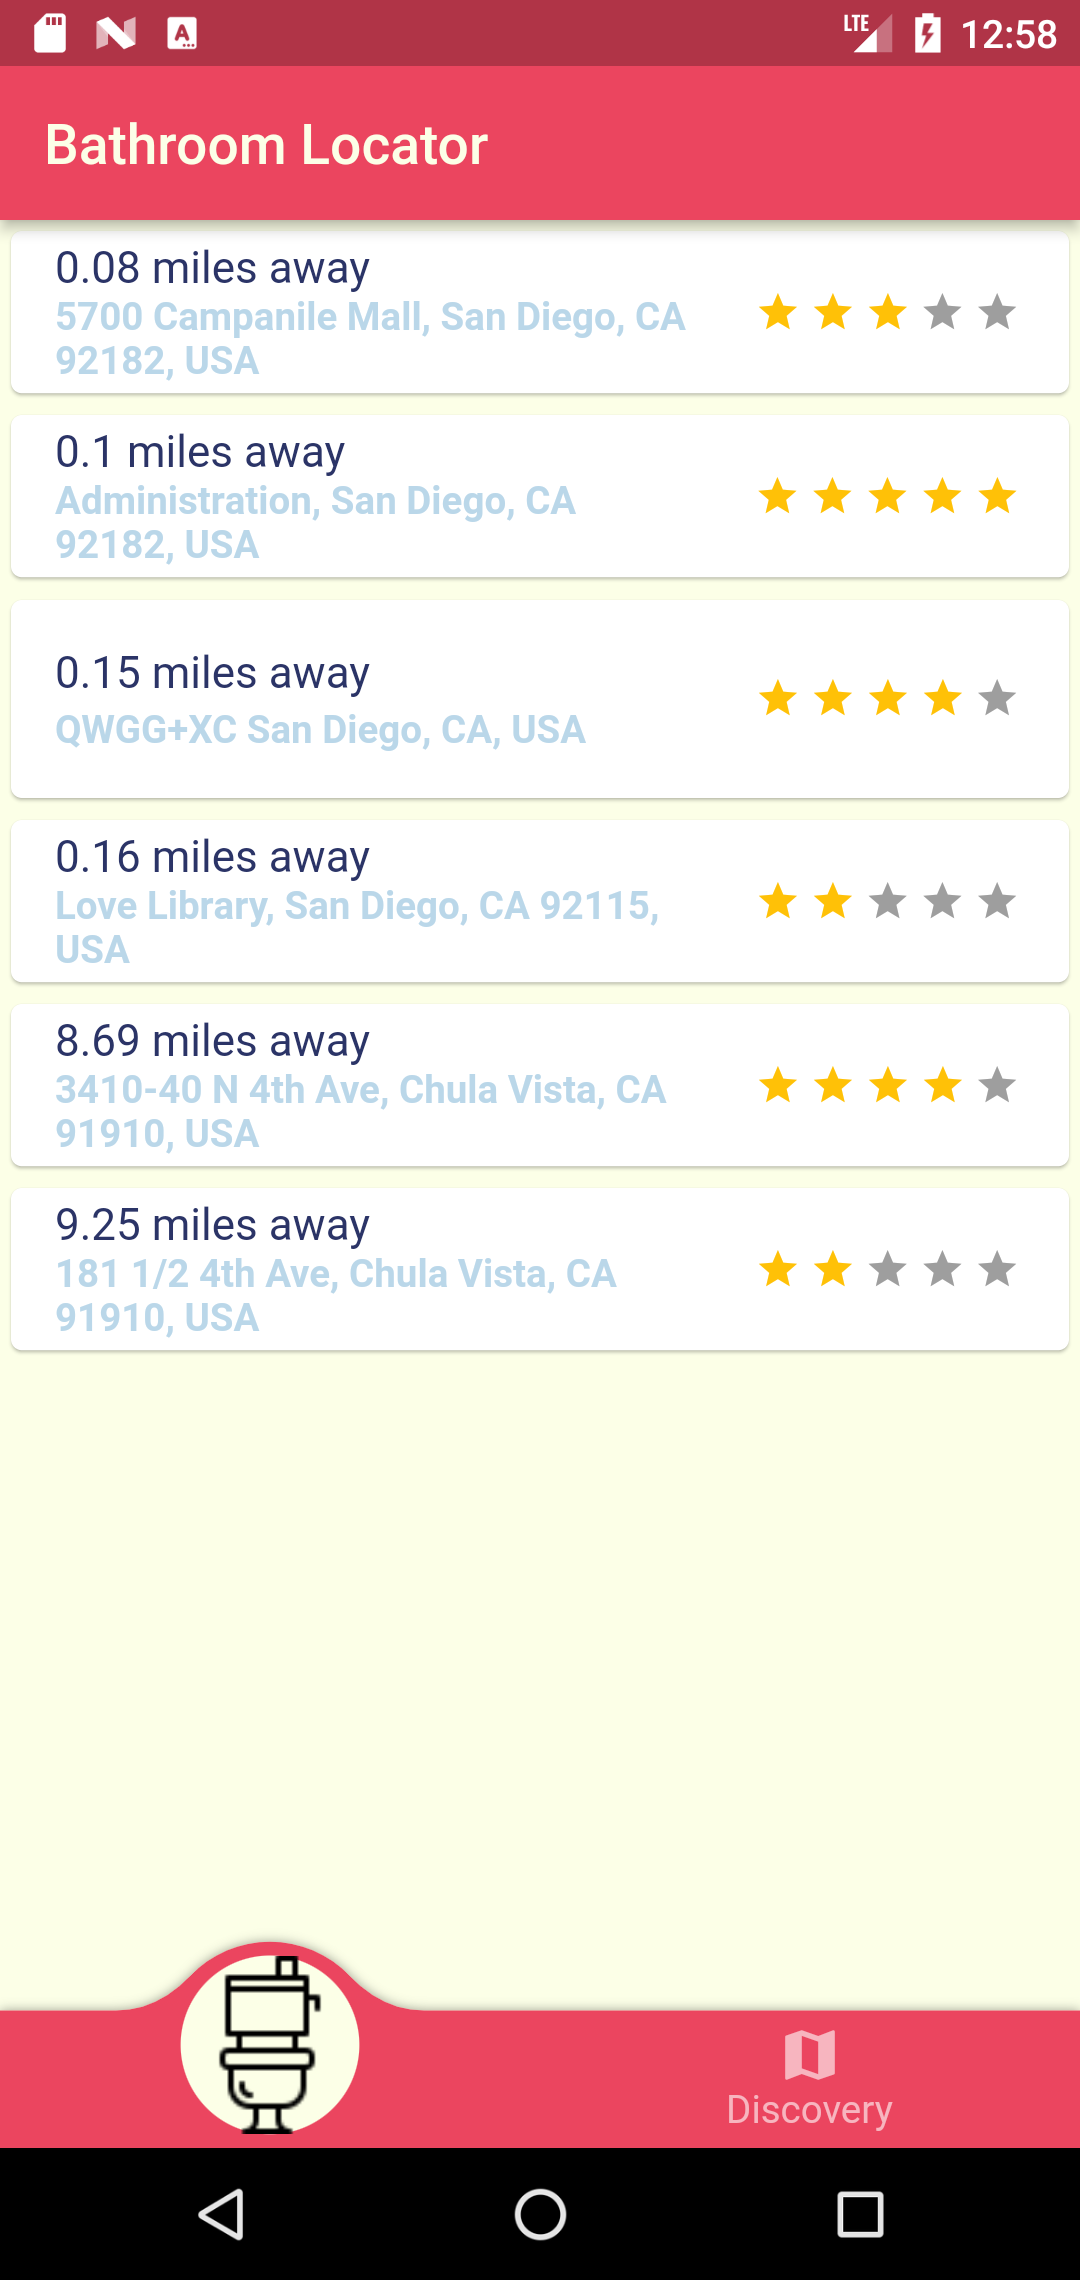 LTE 12:58
Bathroom Locator
0.08 miles away
5700 Campanile Mall, San Diego, CA
92182, USA
0.1 miles away
Administration, San Diego, CA
92182, USA
0.15 miles away
QWGG+XC San Diego, CA, USA
0.16 miles away
Love Library, San Diego, CA 92115,
USA
8.69 miles away
3410-40 N 4th Ave, Chula Vista, CA
91910, USA
9.25 miles away
181 1/2 4th Ave, Chula Vista, CA
91910, USA
Discovery